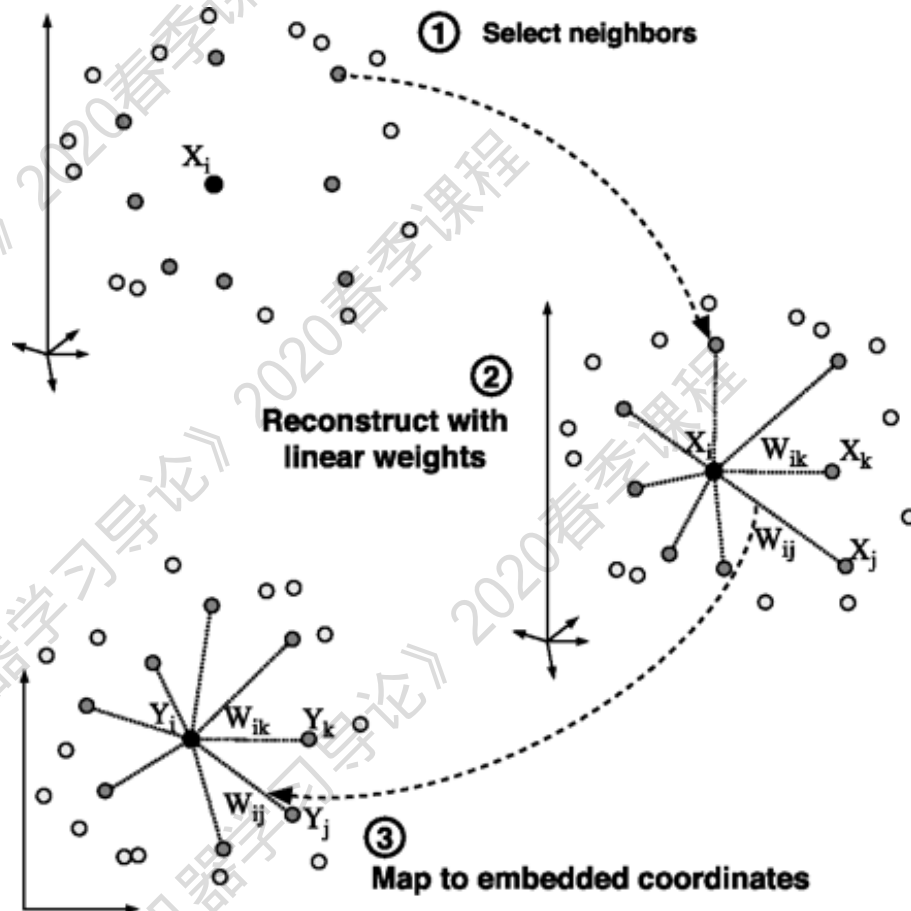 ① Select neighbors
X_i
②
Reconstruct with
linear weights
X_i W_ik X_k
W_ij X_j
Y_i W_ik Y_k
W_ij Y_j
③
Map to embedded coordinates
》2020春季课程
2020春季课程
机器学习导论》2020春季课程
机器学习导论》2020春季课程